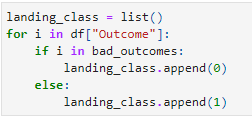 landing_class = list()
for i in df["Outcome"]:
    if i in bad_outcomes:
        landing_class.append(0)
    else:
        landing_class.append(1)